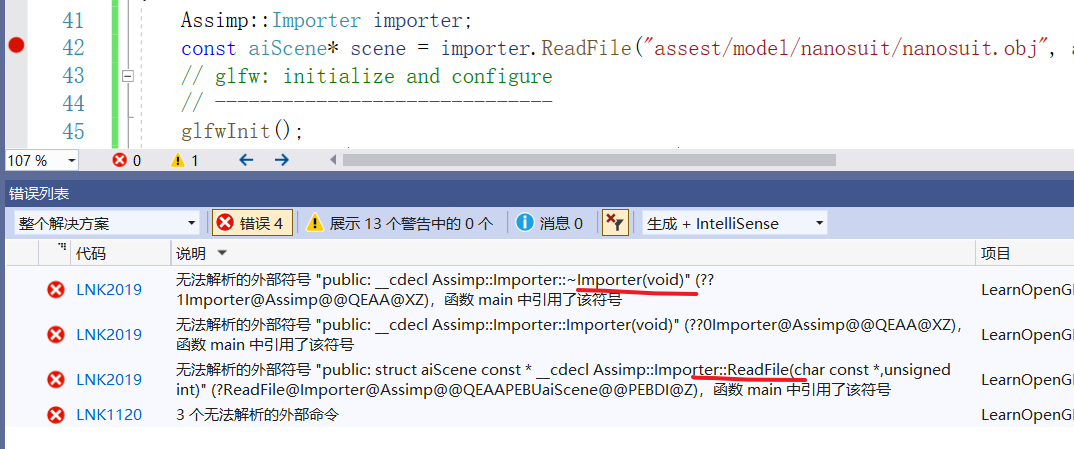 41 Assimp::Importer importer;
42 const aiScene* scene = importer.ReadFile("assest/model/nanosuit/nanosuit.obj",
43 // glfw: initialize and configure
44 // ------------------------------
45 glfwInit();
107 % 0 1
错误列表
整个解决方案 错误 4 展示 13 个警告中的 0 个 消息 0 生成 + IntelliSense
代码 说明 项目
无法解析的外部符号 "public: __cdecl Assimp::Importer::~Importer(void)" (??
LNK2019 1Importer@Assimp@@QEAA@XZ)，函数 main 中引用了该符号 LearnOpenGl
无法解析的外部符号 "public: __cdecl Assimp::Importer::Importer(void)" (??0Importer@Assimp@@QEAA@XZ)，
LNK2019 函数 main 中引用了该符号 LearnOpenGl
无法解析的外部符号 "public: struct aiScene const * __cdecl Assimp::Importer::ReadFile(char const *,unsigned
LNK2019 int)" (?ReadFile@Importer@Assimp@@QEAAPEBUaiScene@@PEBDI@Z)，函数 main 中引用了该符号 LearnOpenGl
LNK1120 3 个无法解析的外部命令 LearnOpenGl